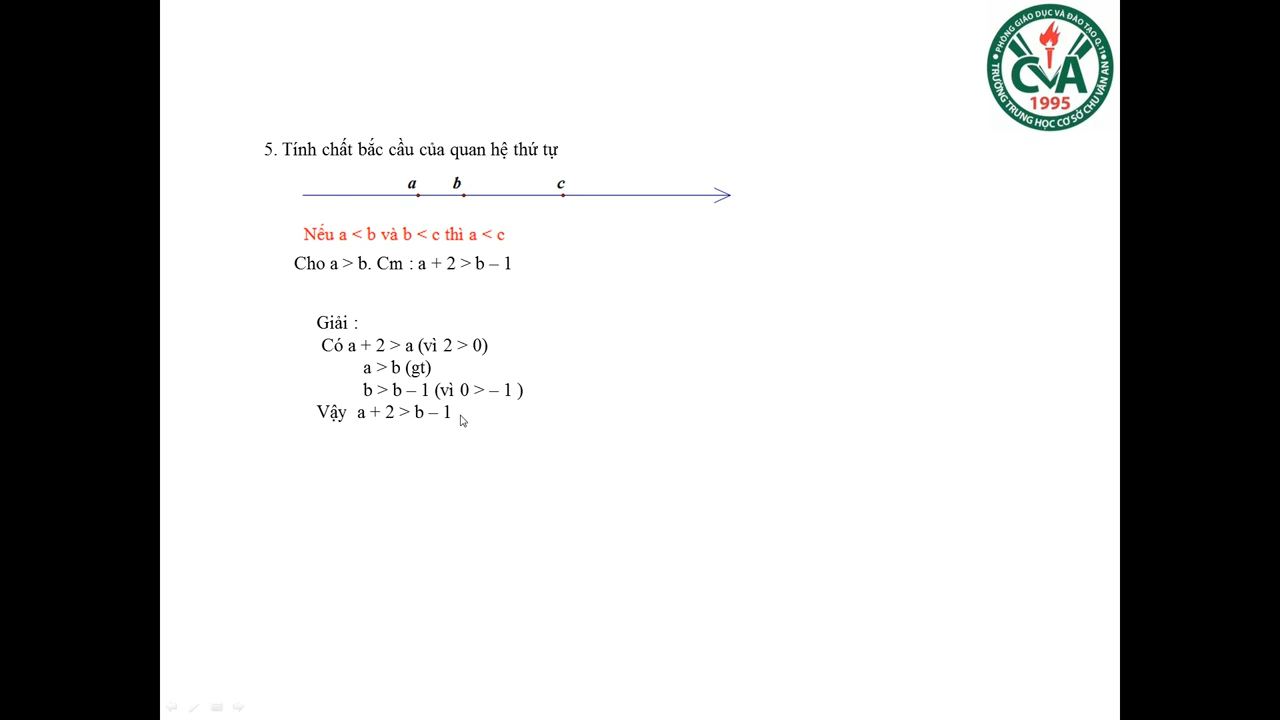 PHÒNG GIÁO DỤC VÀ ĐÀO TẠO Q.11
CVA
1995
TRƯỜNG TRUNG HỌC CƠ SỞ CHU VĂN AN
5. Tính chất bắc cầu của quan hệ thứ tự
a b c
Nếu a < b và b < c thì a < c
Cho a > b. Cm : a + 2 > b – 1
Giải :
Có a + 2 > a (vì 2 > 0)
a > b (gt)
b > b – 1 (vì 0 > – 1 )
Vậy a + 2 > b – 1